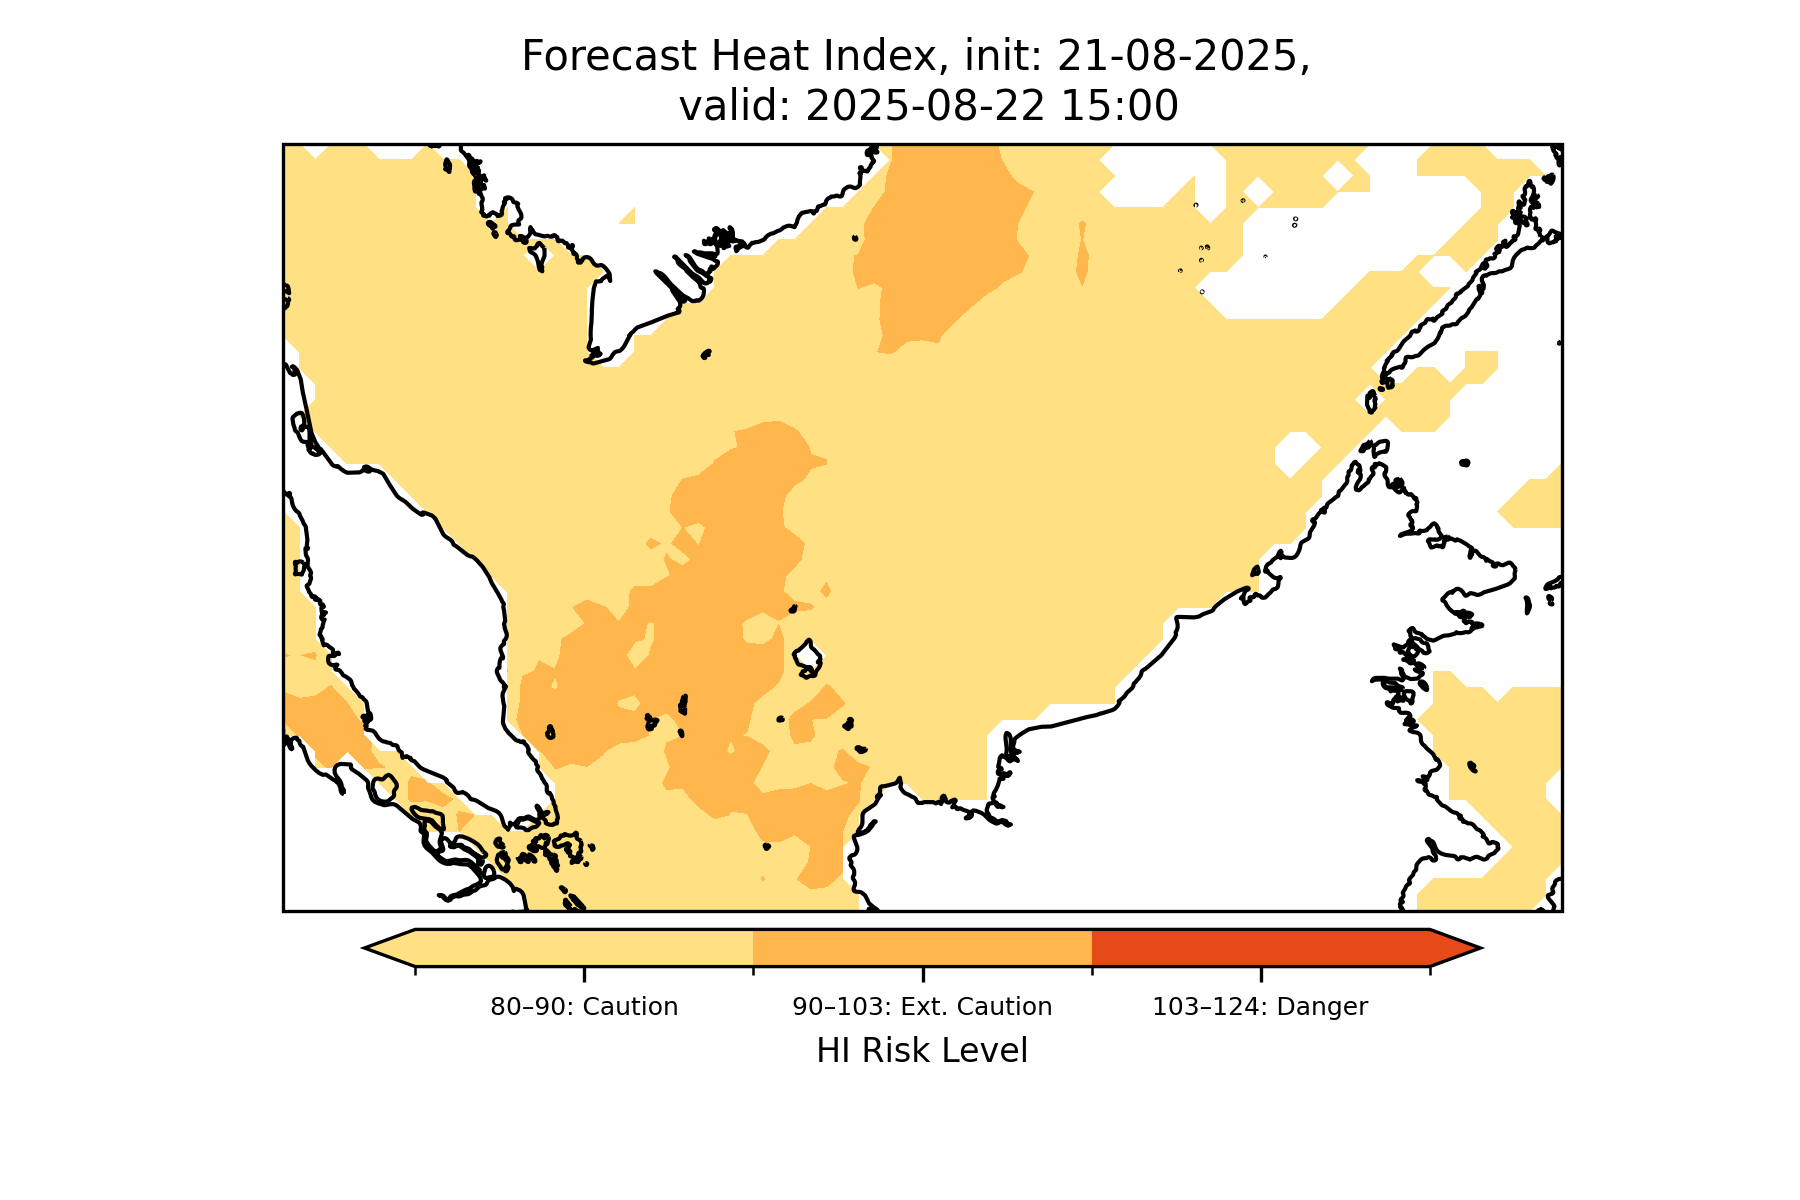 Forecast Heat Index, init: 21-08-2025,
valid: 2025-08-22 15:00
80–90: Caution
90–103: Ext. Caution
103–124: Danger
HI Risk Level